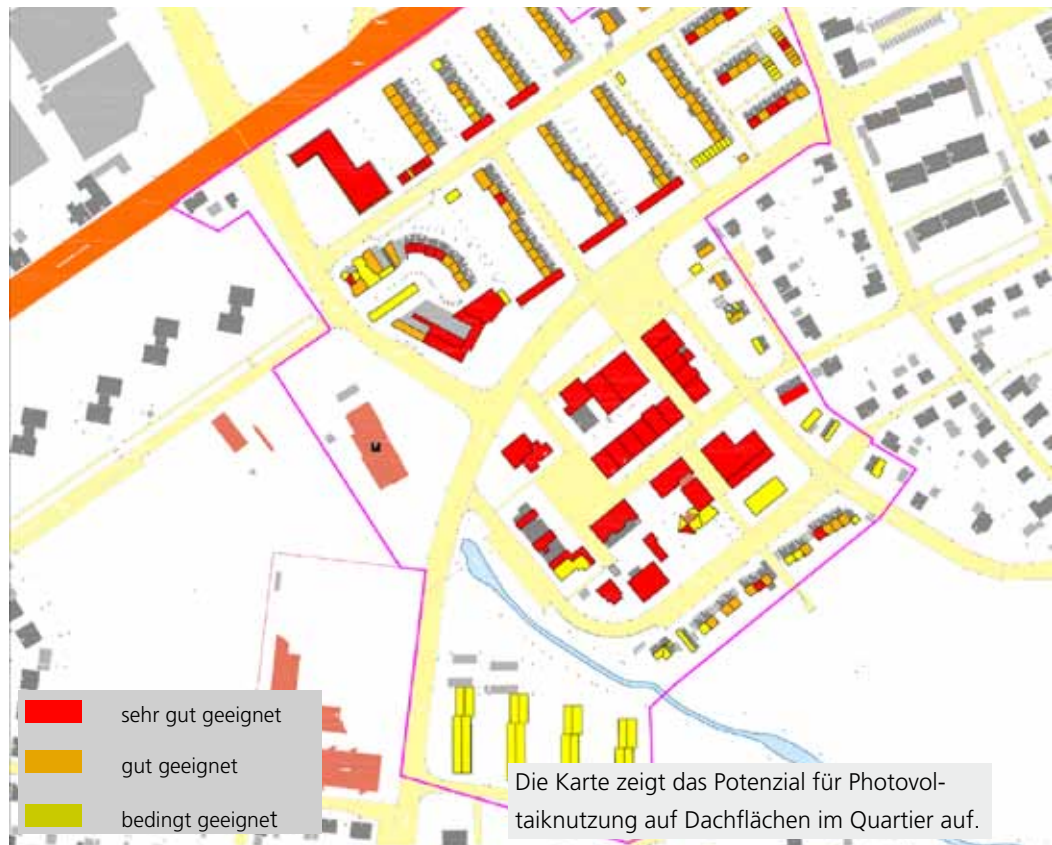 sehr gut geeignet
gut geeignet
bedingt geeignet
Die Karte zeigt das Potenzial für Photovol-
taiknutzung auf Dachflächen im Quartier auf.